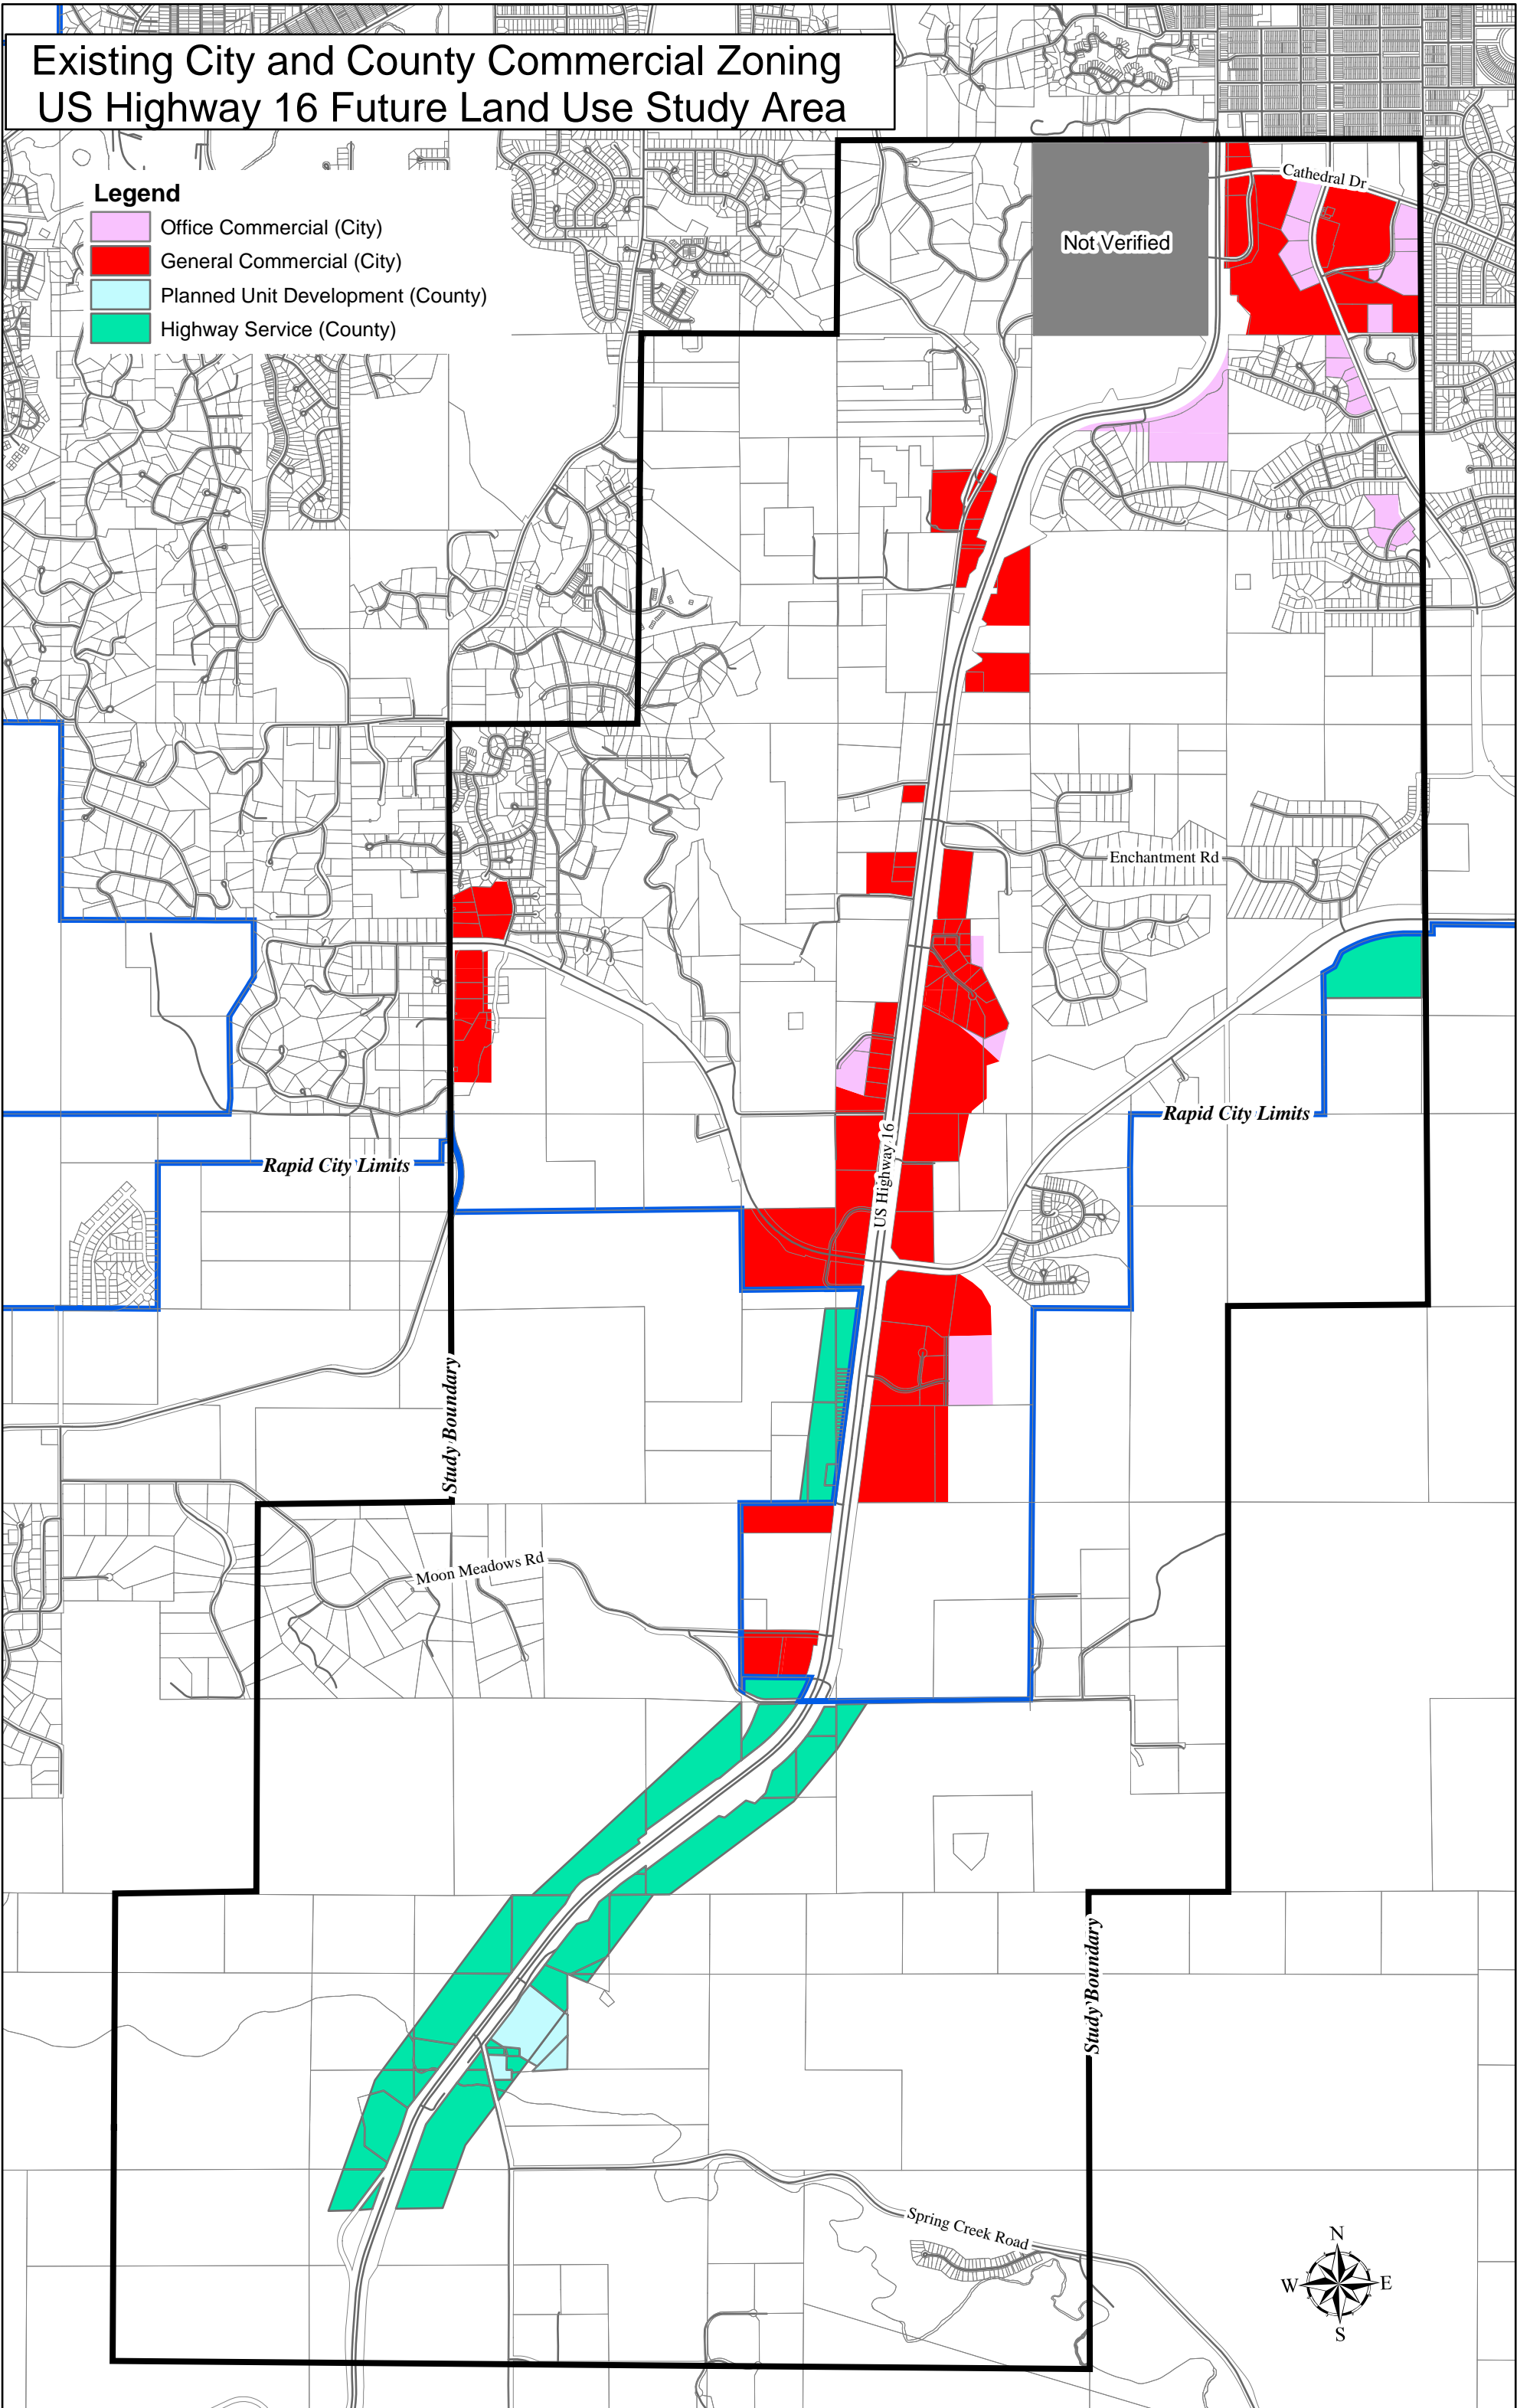 Existing City and County Commercial Zoning
US Highway 16 Future Land Use Study Area
Legend
Office Commercial (City)
General Commercial (City)
Planned Unit Development (County)
Highway Service (County)
Cathedral Dr
Not Verified
Enchantment Rd
Rapid City Limits
Rapid City Limits
US Highway 16
Study Boundary
Moon Meadows Rd
Study Boundary
Spring Creek Road
N
W
E
S